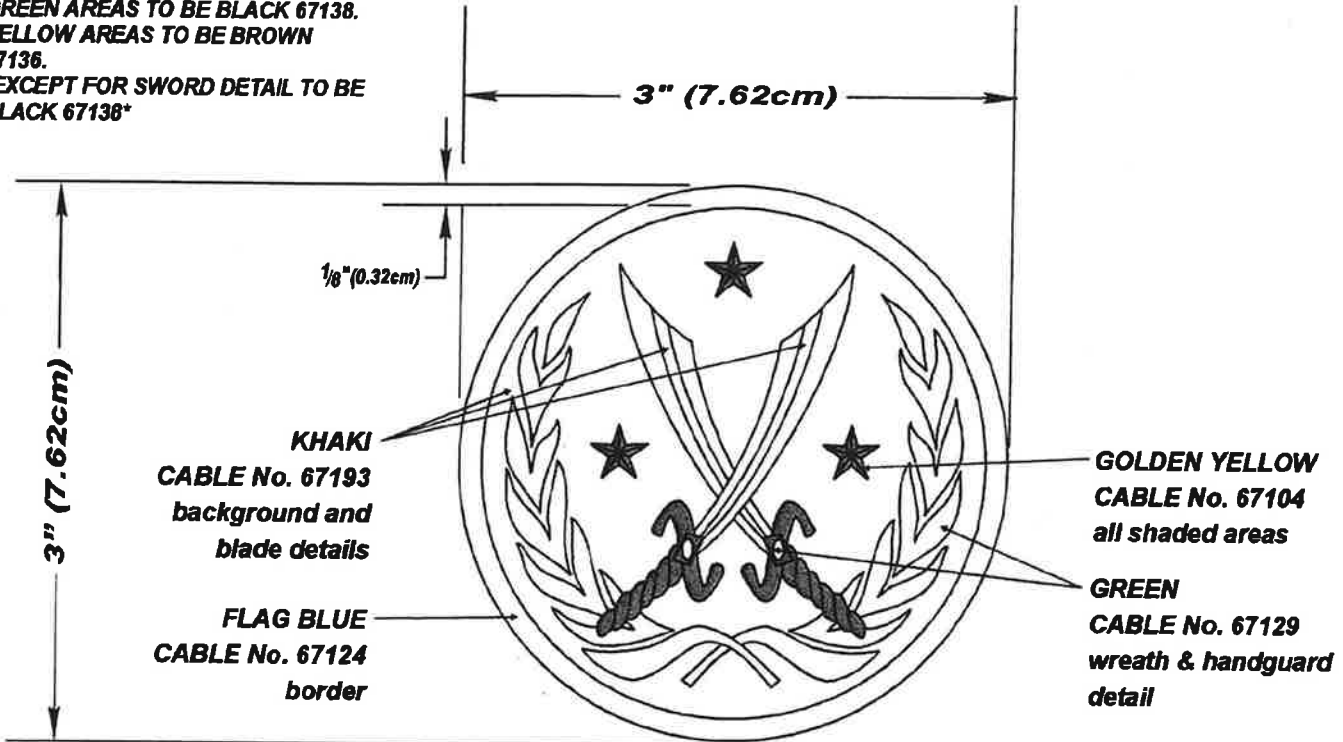 GREEN AREAS TO BE BLACK 67138.
YELLOW AREAS TO BE BROWN
67136.
EXCEPT FOR SWORD DETAIL TO BE
BLACK 67138*
3" (7.62cm)
1/8"(0.32cm)
3" (7.62cm)
KHAKI
CABLE No. 67193
background and
blade details
FLAG BLUE
CABLE No. 67124
border
GOLDEN YELLOW
CABLE No. 67104
all shaded areas
GREEN
CABLE No. 67129
wreath & handguard
detail